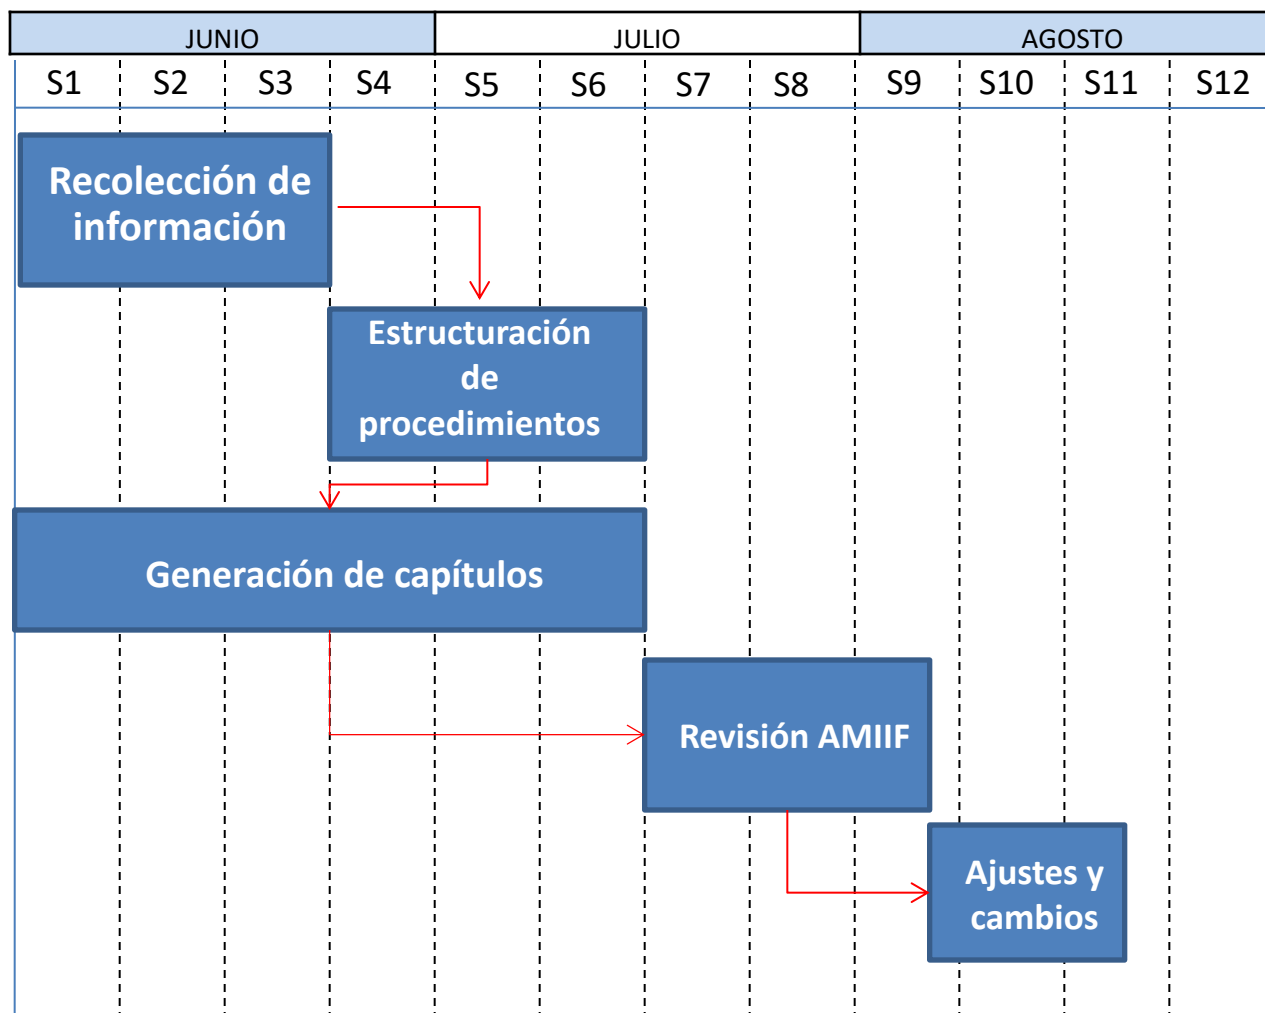 JUNIO JULIO AGOSTO
S1 S2 S3 S4 S5 S6 S7 S8 S9 S10 S11 S12
Recolección de
información
Estructuración
de
procedimientos
Generación de capítulos
Revisión AMIIF
Ajustes y
cambios